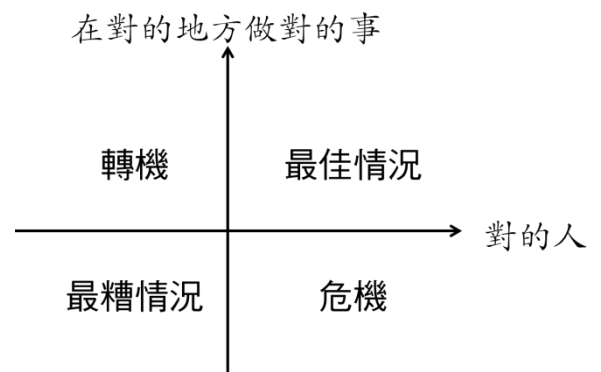 在對的地方做對的事
轉機
最佳情況
對的人
最糟情況
危機